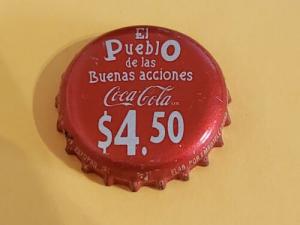 El
PuebLO
de las
Buenas acciones
Coca-Cola
$4.50